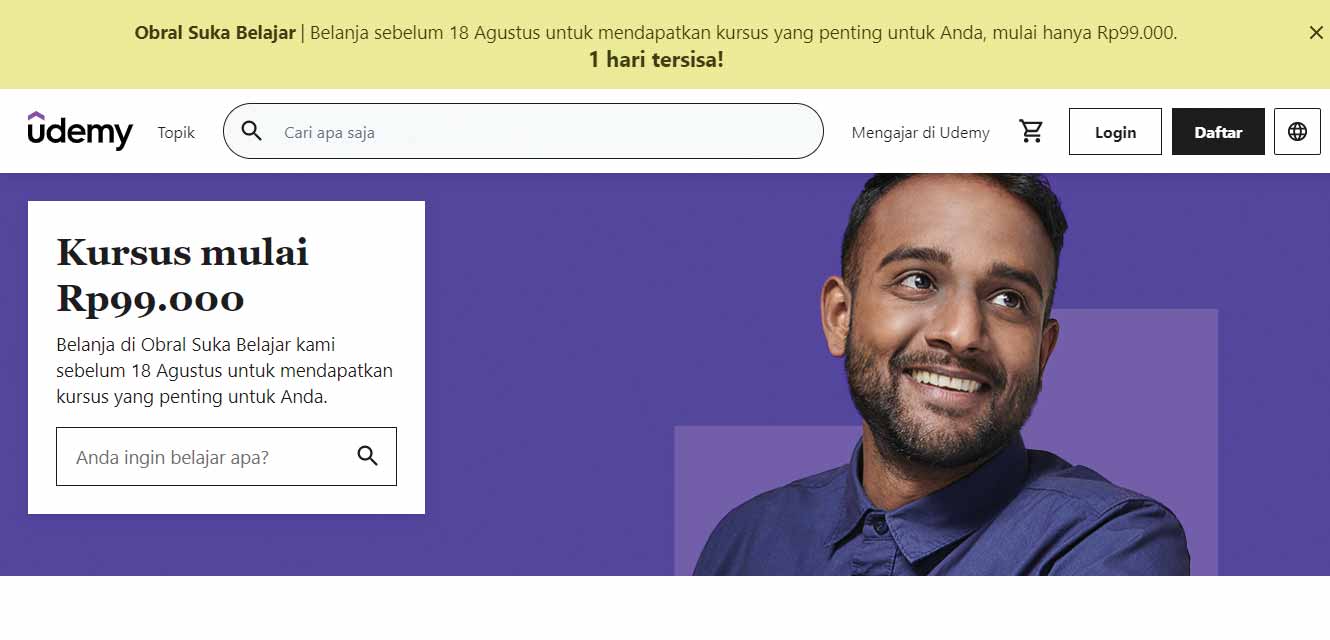 Obral Suka Belajar | Belanja sebelum 18 Agustus untuk mendapatkan kursus yang penting untuk Anda, mulai hanya Rp99.000.
1 hari tersisa!
udemy Topik Cari apa saja Mengajar di Udemy Login Daftar
Kursus mulai
Rp99.000
Belanja di Obral Suka Belajar kami
sebelum 18 Agustus untuk mendapatkan
kursus yang penting untuk Anda.
Anda ingin belajar apa?